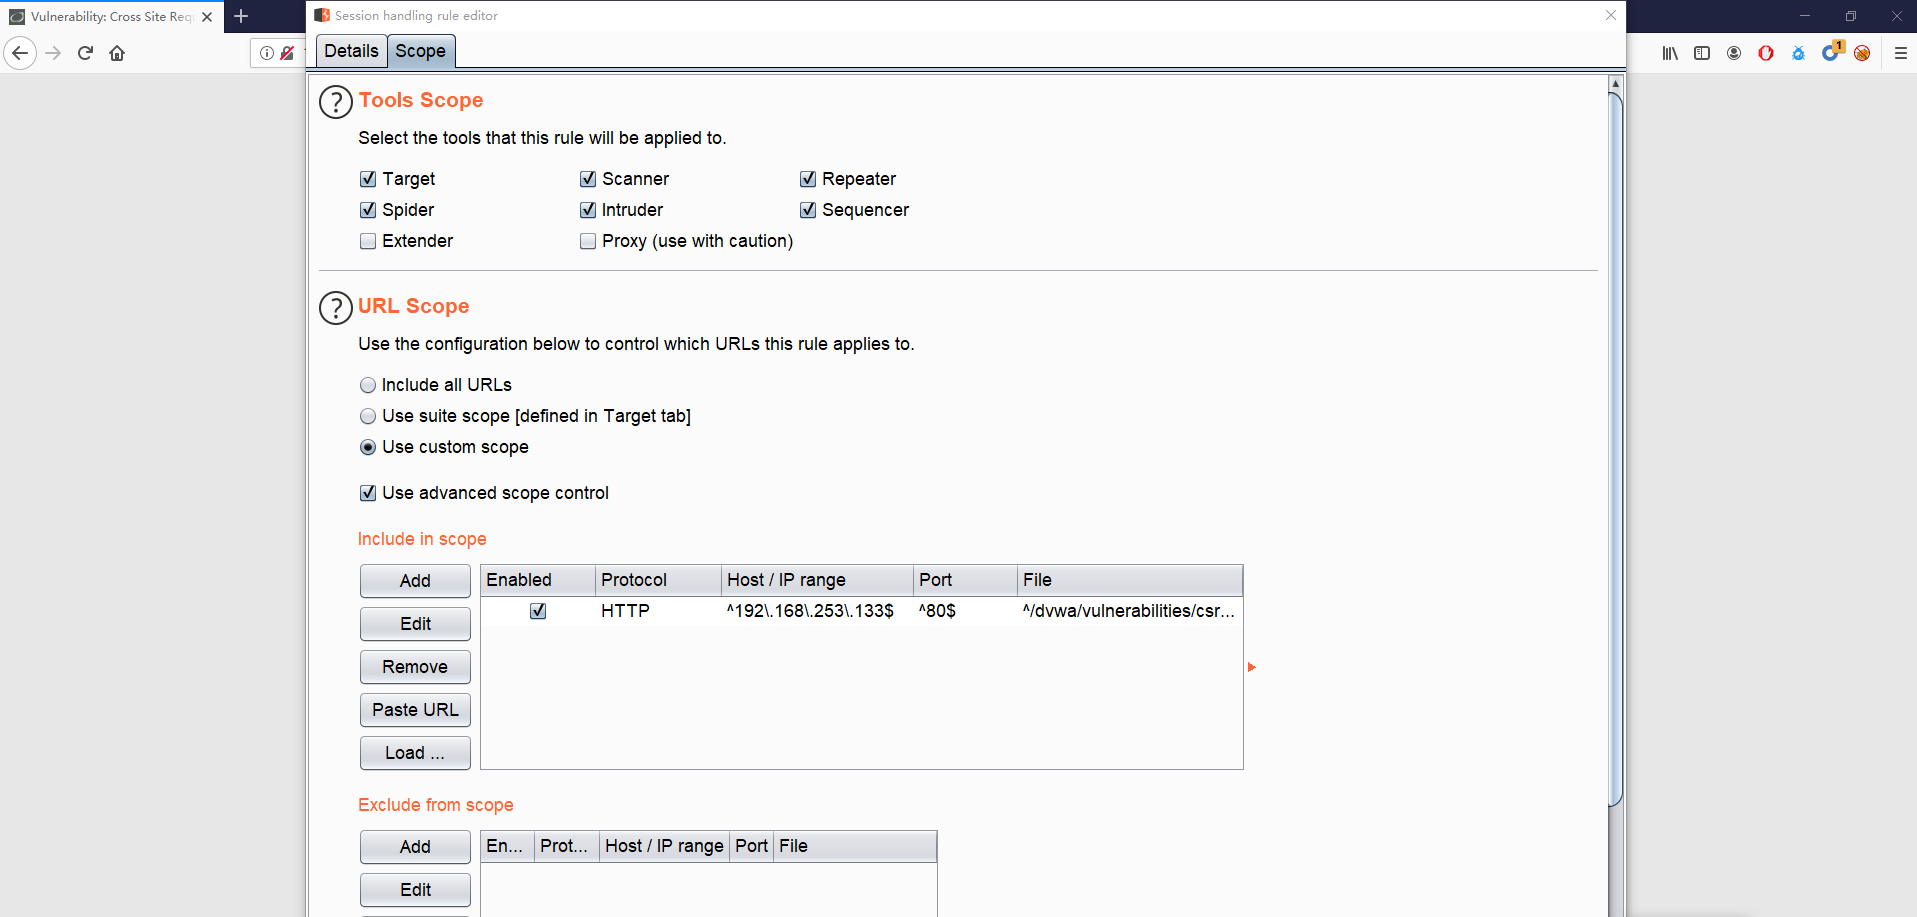 Vulnerability: Cross Site Req
Session handling rule editor
Details Scope
1
? Tools Scope
Select the tools that this rule will be applied to.
Target Scanner Repeater
Spider Intruder Sequencer
Extender Proxy (use with caution)
? URL Scope
Use the configuration below to control which URLs this rule applies to.
Include all URLs
Use suite scope [defined in Target tab]
Use custom scope
Use advanced scope control
Include in scope
Add Enabled Protocol Host / IP range Port File
HTTP ^192\.168\.253\.133$ ^80$ ^/dvwa/vulnerabilities/csr...
Edit
Remove
Paste URL
Load ...
Exclude from scope
Add En... Prot... Host / IP range Port File
Edit